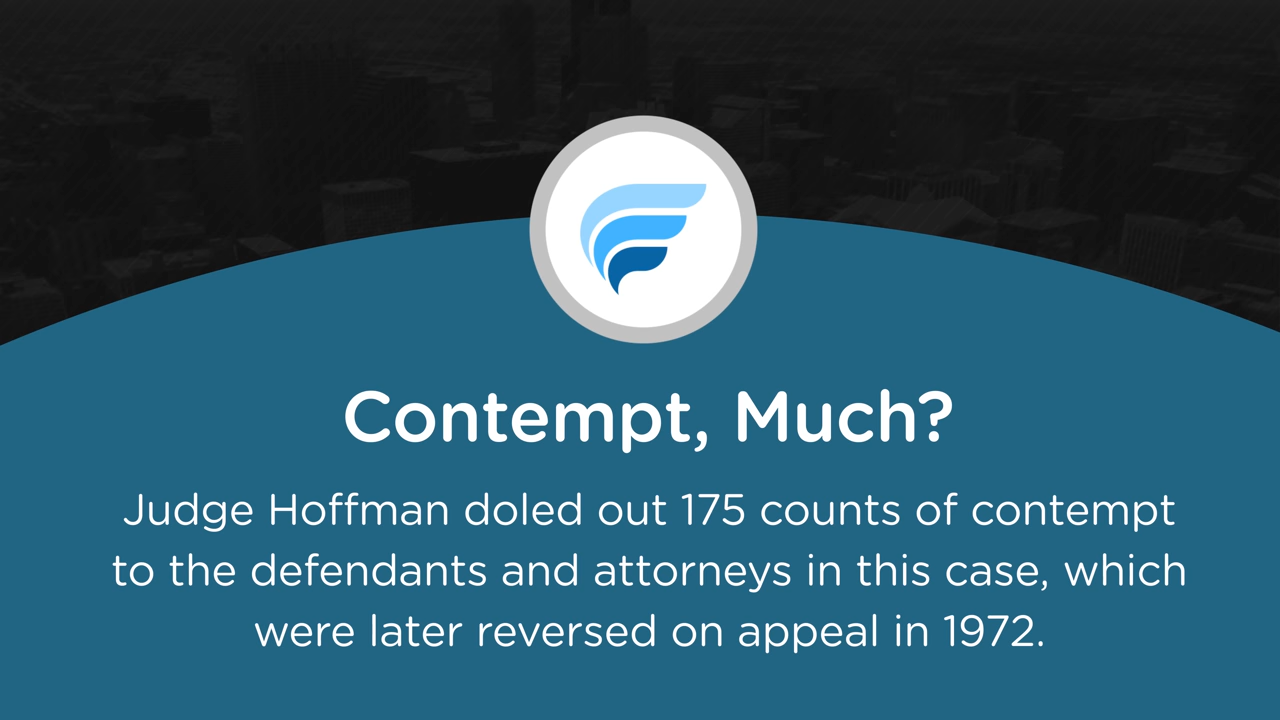 Contempt, Much?
Judge Hoffman doled out 175 counts of contempt
to the defendants and attorneys in this case, which
were later reversed on appeal in 1972.